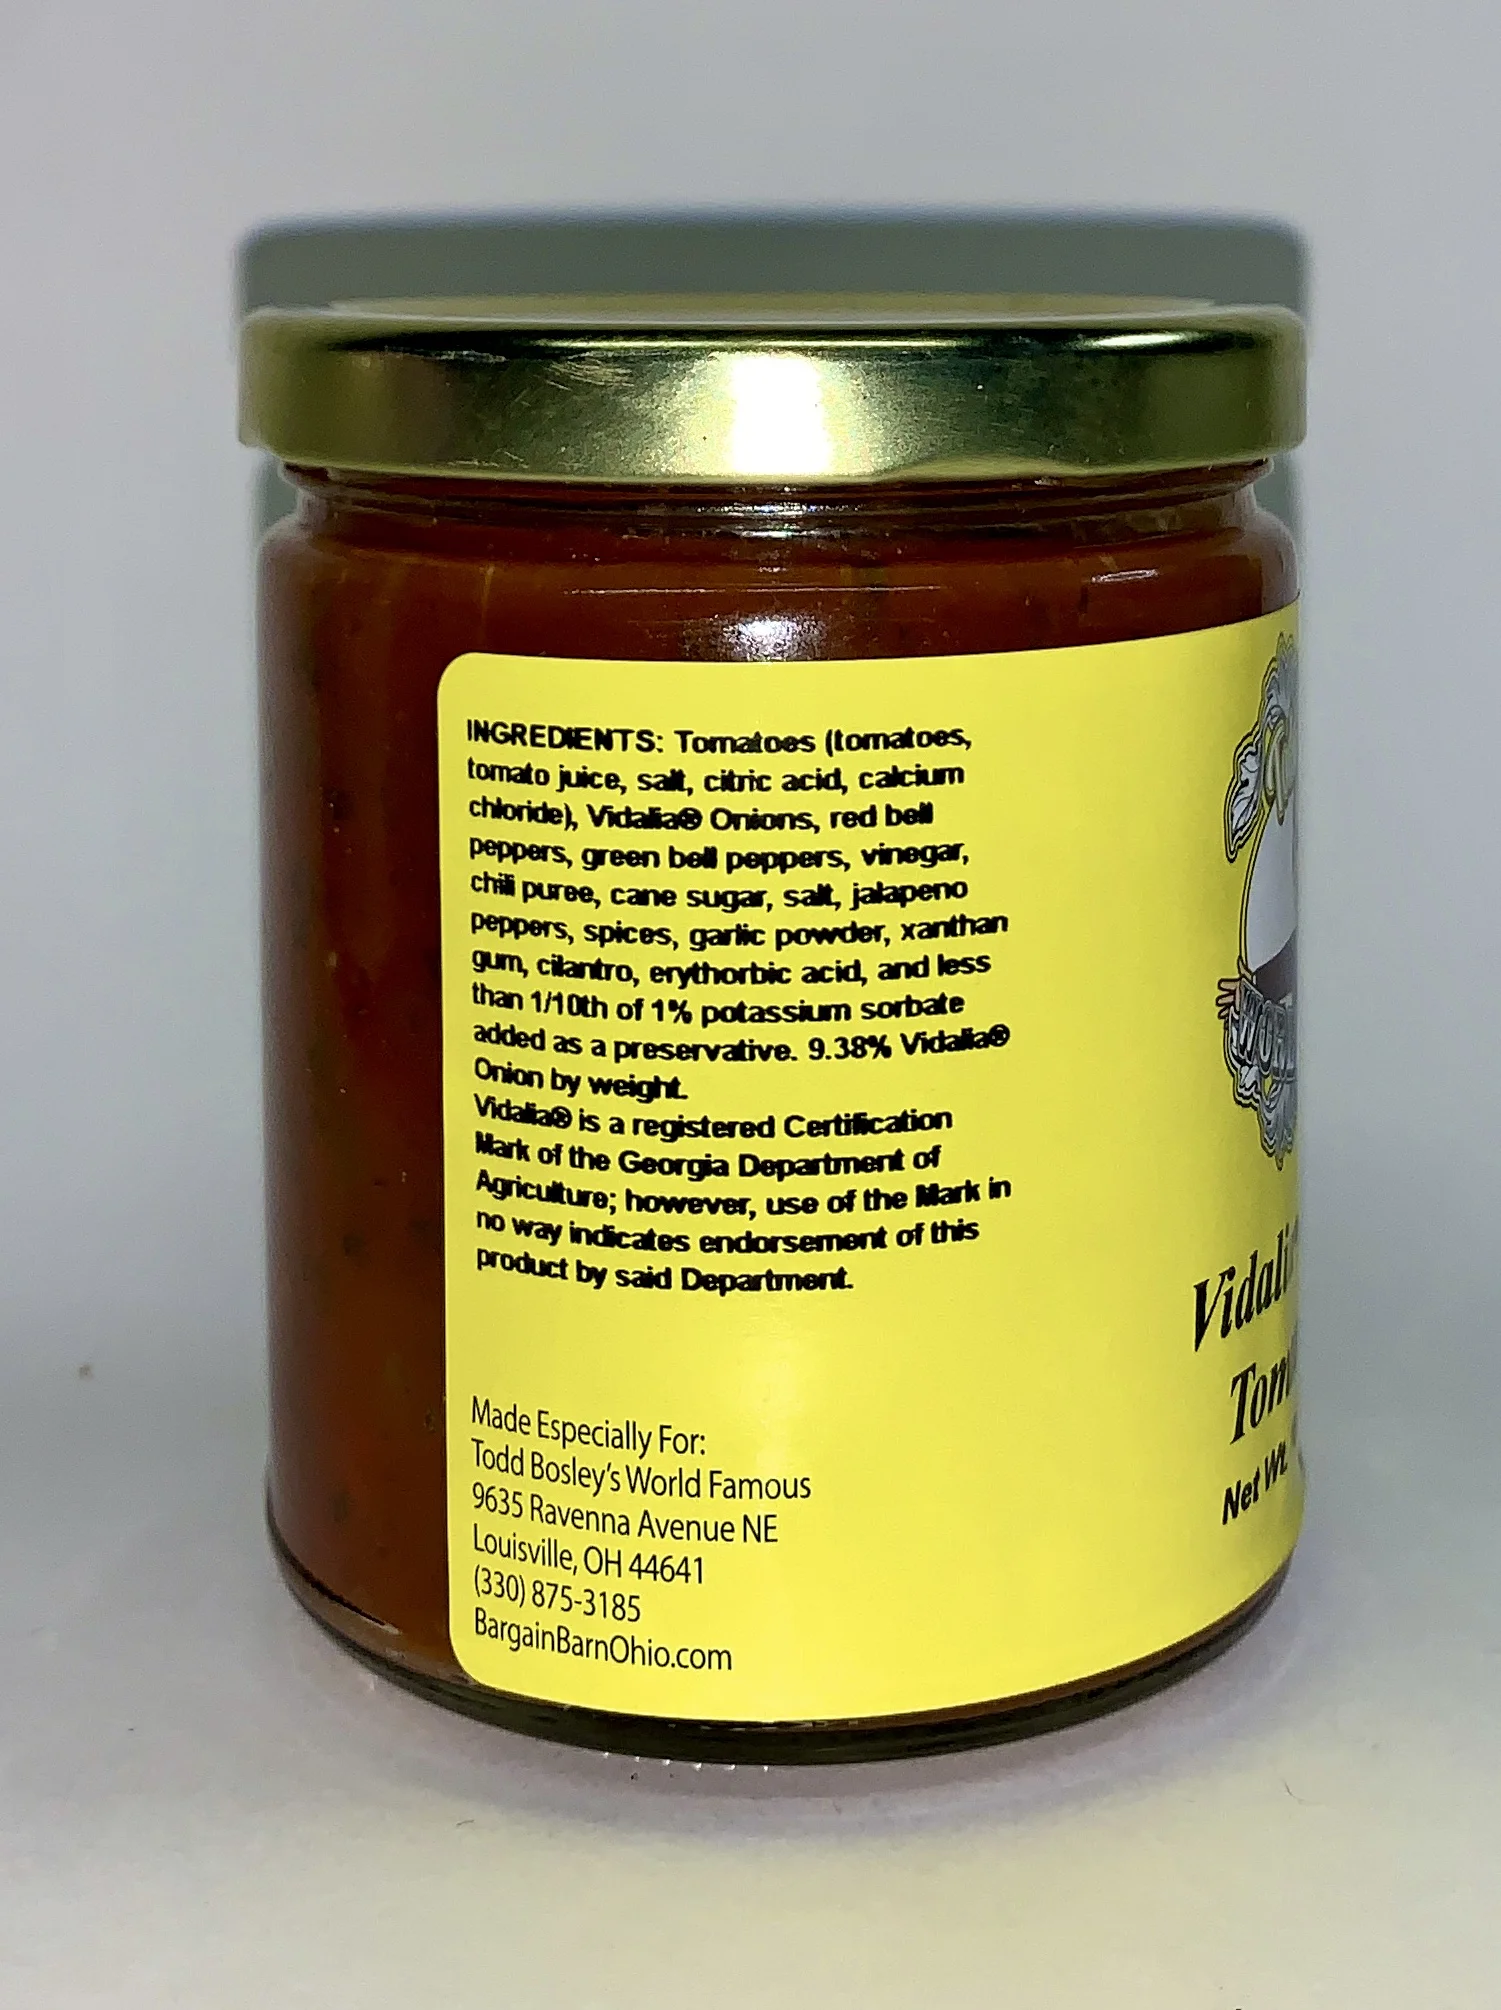 INGREDIENTS: Tomatoes (tomatoes,
tomato juice, salt, citric acid, calcium
chloride), Vidalia® Onions, red bell
peppers, green bell peppers, vinegar,
chili puree, cane sugar, salt, jalapeno
peppers, spices, garlic powder, xanthan
gum, cilantro, erythorbic acid, and less
than 1/10th of 1% potassium sorbate
added as a preservative. 9.38% Vidalia®
Onion by weight.
Vidalia® is a registered Certification
Mark of the Georgia Department of
Agriculture; however, use of the Mark in
no way indicates endorsement of this
product by said Department.
Made Especially For:
Todd Bosley's World Famous
9635 Ravenna Avenue NE
Louisville, OH 44641
(330) 875-3185
BargainBarnOhio.com
Net Wt.